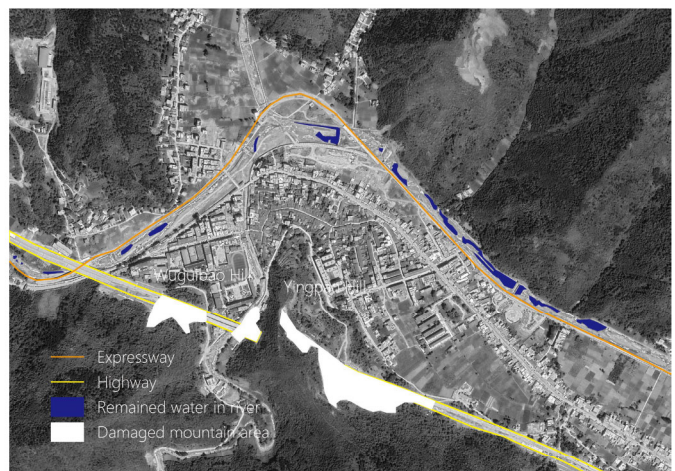 Wuguibao Hill
Yingpan Hill
Expressway
Highway
Remained water in river
Damaged mountain area